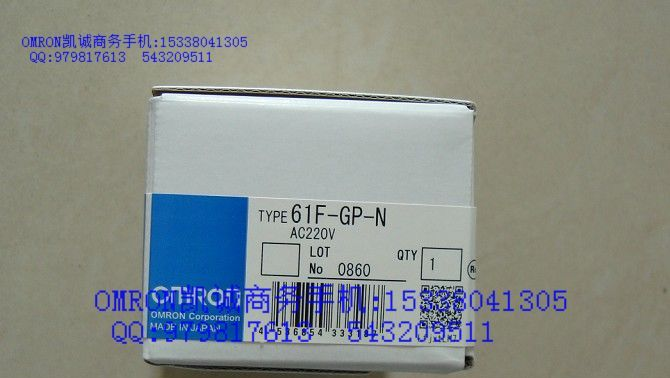 OMRON凯诚商务手机:15338041305
QQ:979817613 543209511
TYPE 61F-GP-N
AC220V
LOT
No 0860
QTY 1
OMRON
OMRON Corporation
MADE IN JAPAN
OMRON凯诚商务手机:15338041305
QQ:979817613 543209511